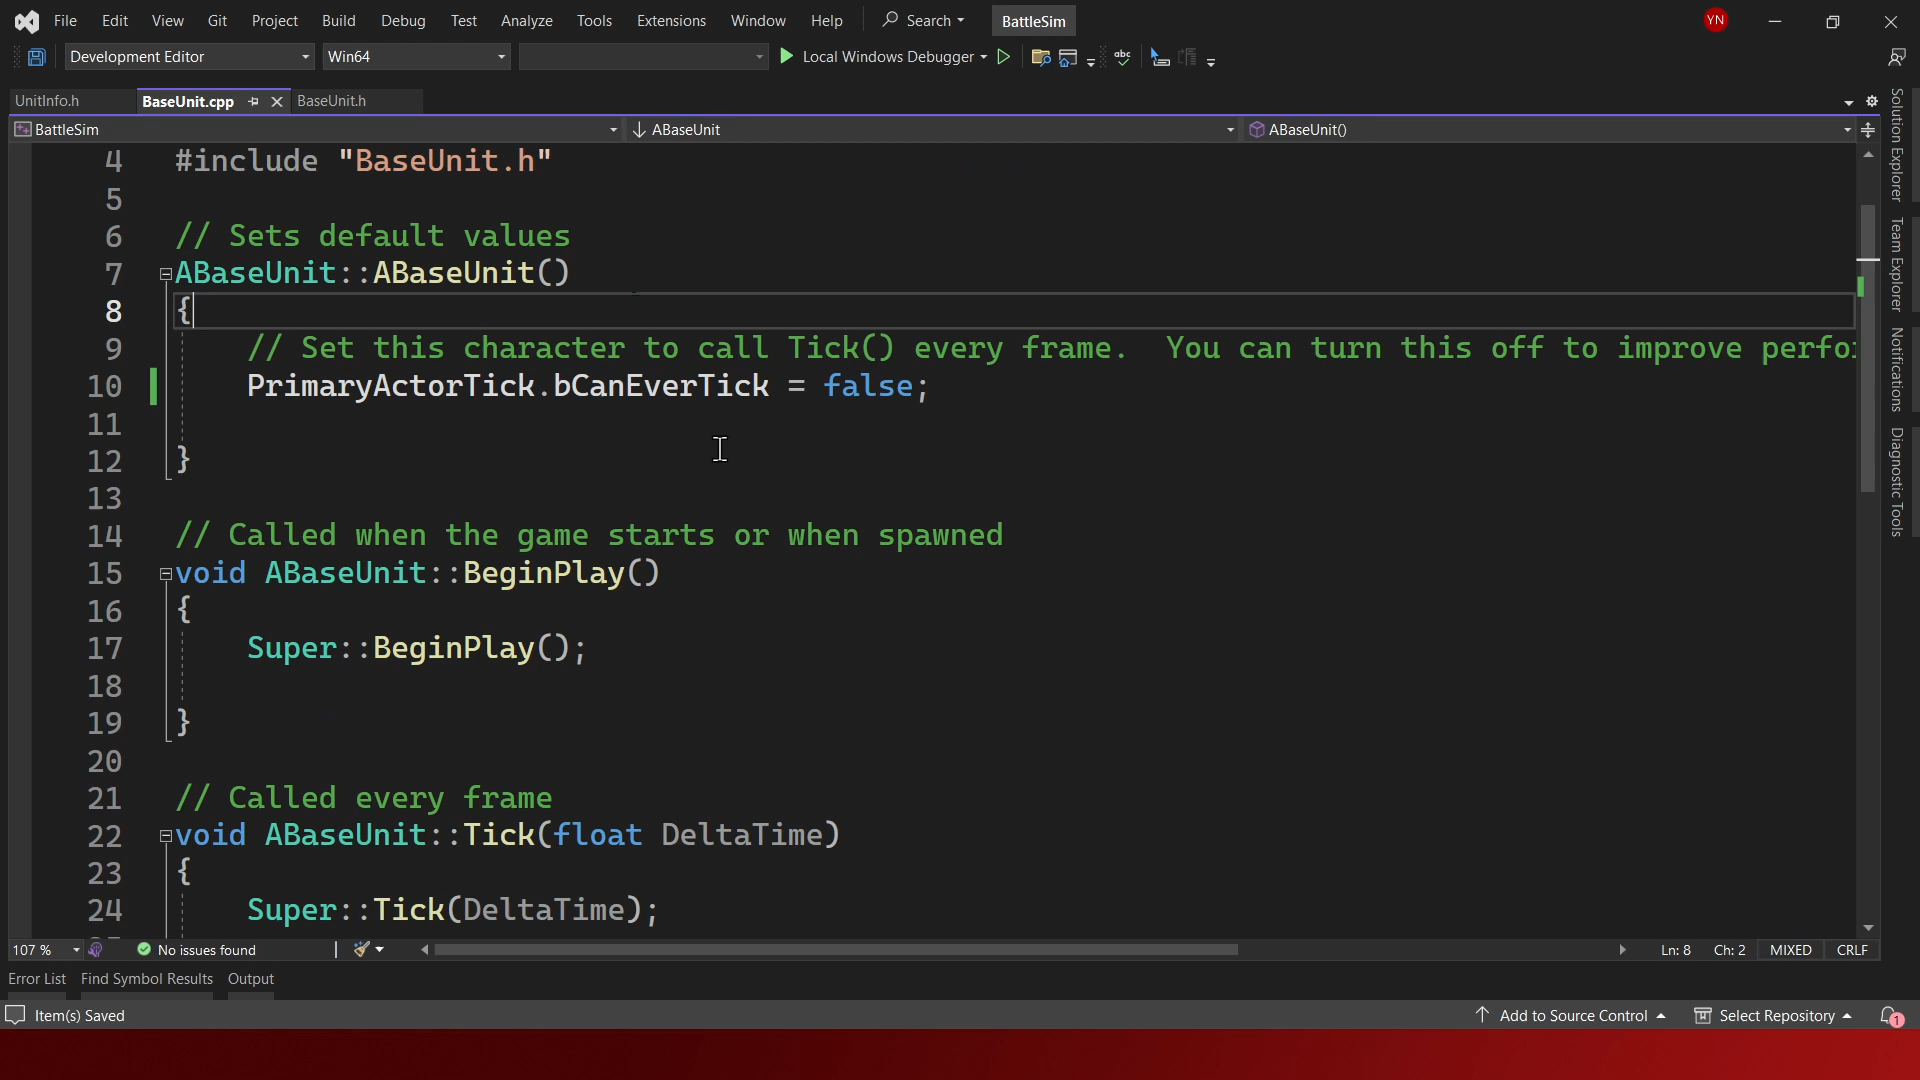 File Edit View Git Project Build Debug Test Analyze Tools Extensions Window Help Search BattleSim YN
Development Editor Win64 Local Windows Debugger
UnitInfo.h BaseUnit.cpp BaseUnit.h
BattleSim ABaseUnit ABaseUnit()
4 #include "BaseUnit.h"
5
6 // Sets default values
7 ABaseUnit::ABaseUnit()
8 {
9 // Set this character to call Tick() every frame.  You can turn this off to improve perfo
10 PrimaryActorTick.bCanEverTick = false;
11
12 }
13
14 // Called when the game starts or when spawned
15 void ABaseUnit::BeginPlay()
16 {
17 Super::BeginPlay();
18
19 }
20
21 // Called every frame
22 void ABaseUnit::Tick(float DeltaTime)
23 {
24 Super::Tick(DeltaTime);
Solution Explorer
Team Explorer
Notifications
Diagnostic Tools
107 % No issues found Ln: 8 Ch: 2 MIXED CRLF
Error List Find Symbol Results Output
Item(s) Saved Add to Source Control Select Repository 1